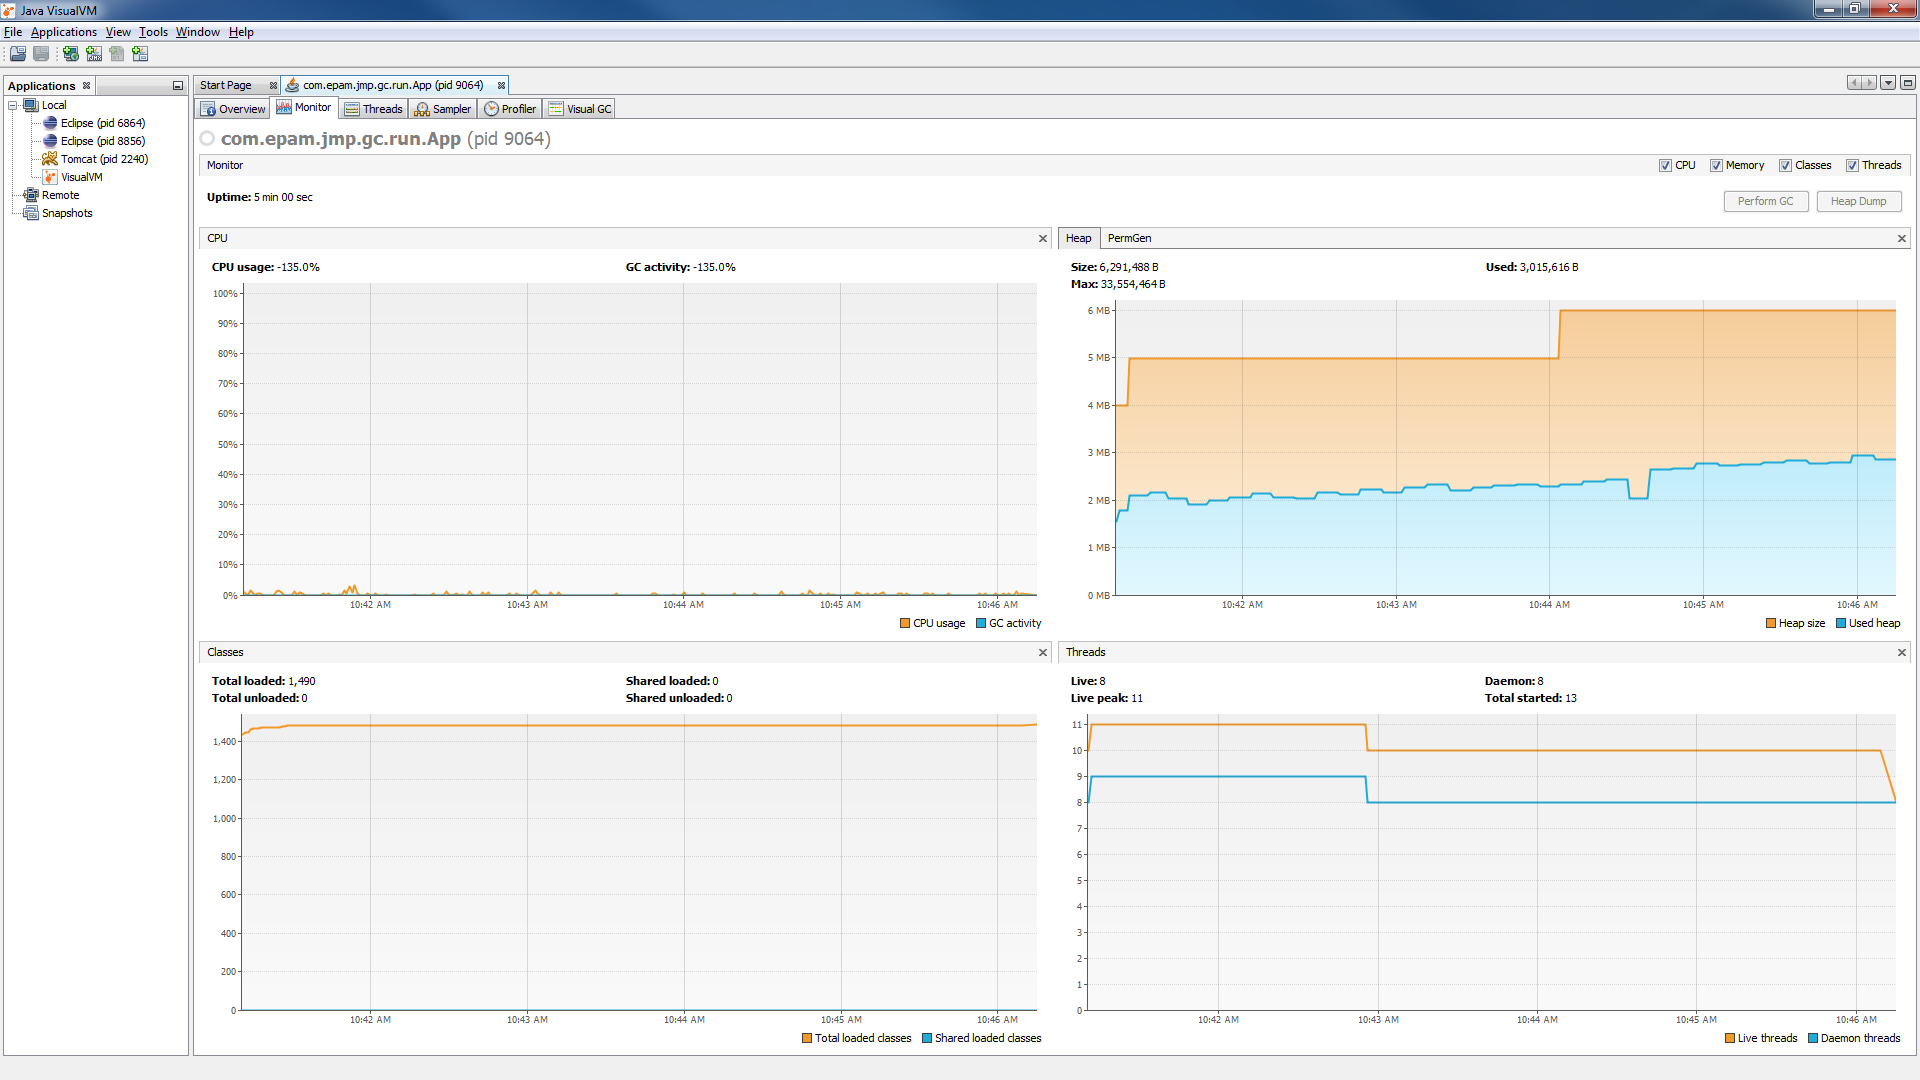 Java VisualVM
File Applications View Tools Window Help
Applications
Local
Eclipse (pid 6864)
Eclipse (pid 8856)
Tomcat (pid 2240)
VisualVM
Remote
Snapshots
Start Page com.epam.jmp.gc.run.App (pid 9064)
Overview Monitor Threads Sampler Profiler Visual GC
com.epam.jmp.gc.run.App (pid 9064)
Monitor CPU Memory Classes Threads
Uptime: 5 min 00 sec
Perform GC Heap Dump
CPU
CPU usage: -135.0% GC activity: -135.0%
100%
90%
80%
70%
60%
50%
40%
30%
20%
10%
0%
10:42 AM 10:43 AM 10:44 AM 10:45 AM 10:46 AM
CPU usage GC activity
Heap PermGen
Size: 6,291,488 B Used: 3,015,616 B
Max: 33,554,464 B
6 MB
5 MB
4 MB
3 MB
2 MB
1 MB
0 MB
10:42 AM 10:43 AM 10:44 AM 10:45 AM 10:46 AM
Heap size Used heap
Classes
Total loaded: 1,490 Shared loaded: 0
Total unloaded: 0 Shared unloaded: 0
1,400
1,200
1,000
800
600
400
200
0
10:42 AM 10:43 AM 10:44 AM 10:45 AM 10:46 AM
Total loaded classes Shared loaded classes
Threads
Live: 8 Daemon: 8
Live peak: 11 Total started: 13
11
10
9
8
7
6
5
4
3
2
1
0
10:42 AM 10:43 AM 10:44 AM 10:45 AM 10:46 AM
Live threads Daemon threads